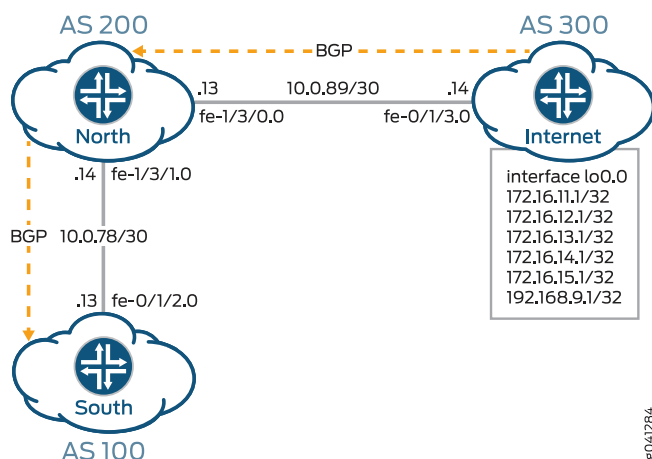 AS 200
AS 300
BGP
.13
10.0.89/30
.14
fe-1/3/0.0
fe-0/1/3.0
North
Internet
.14
fe-1/3/1.0
interface lo0.0
172.16.11.1/32
172.16.12.1/32
172.16.13.1/32
172.16.14.1/32
172.16.15.1/32
192.168.9.1/32
BGP
10.0.78/30
.13
fe-0/1/2.0
South
AS 100
g041284